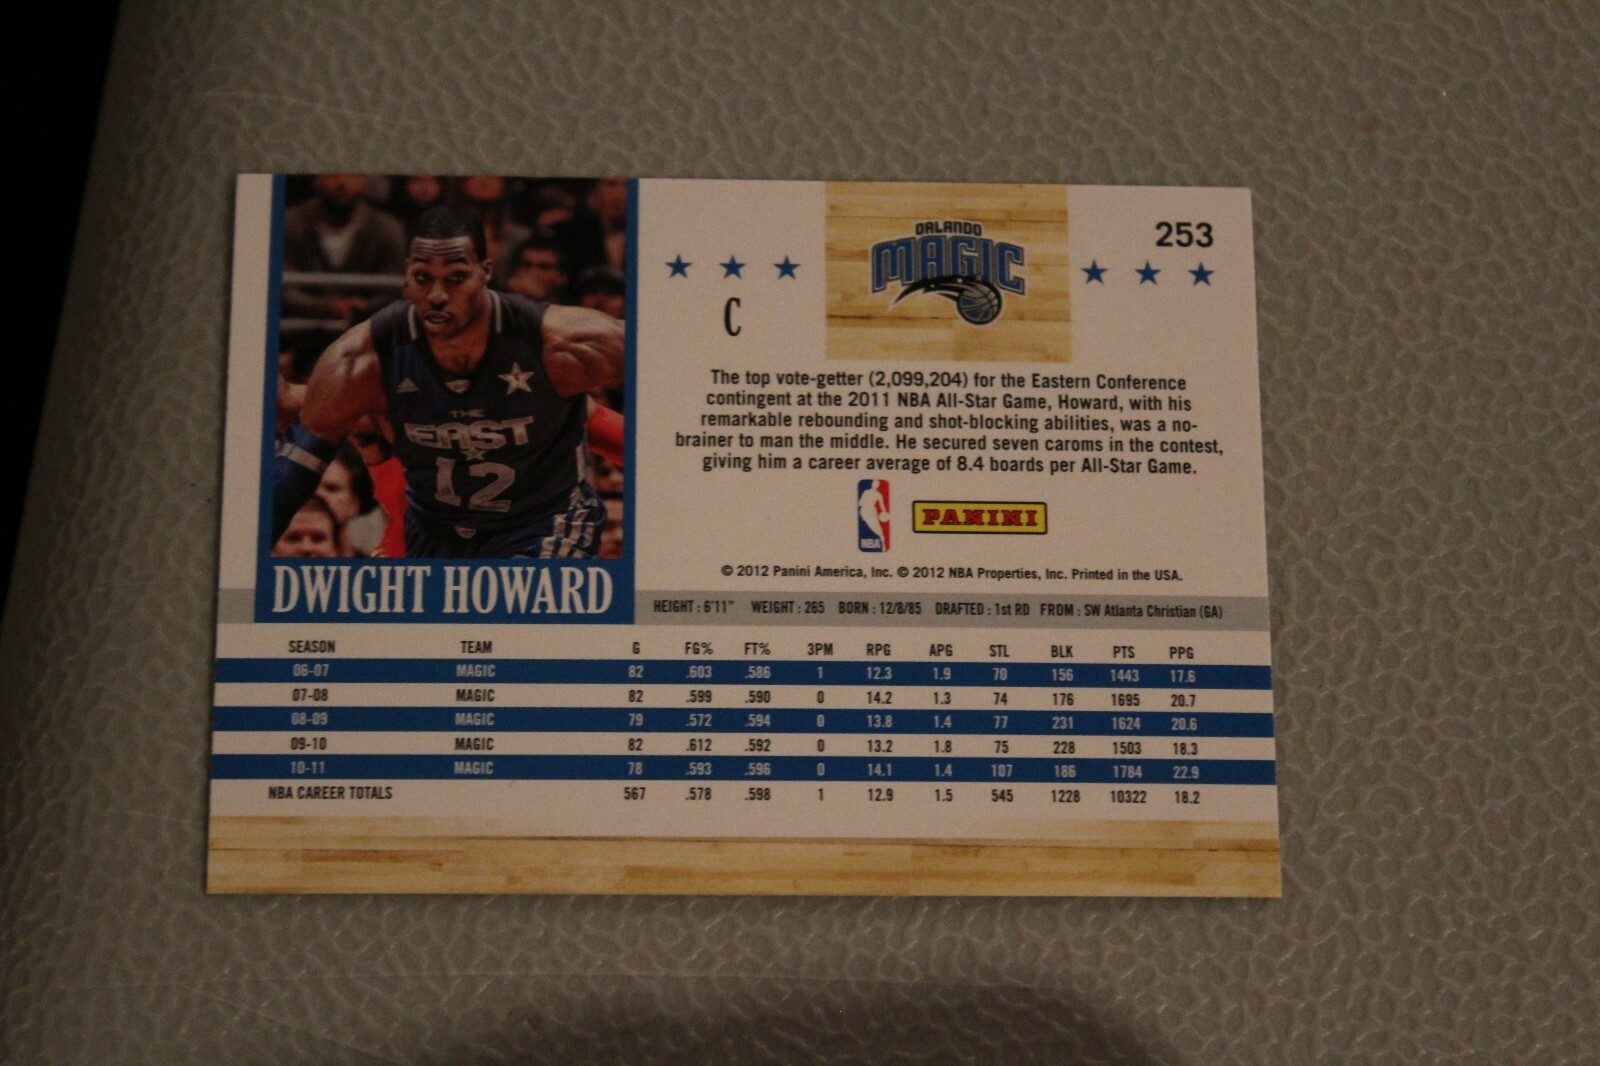 253
ORLANDO
MAGIC
C
The top vote-getter (2,099,204) for the Eastern Conference
contingent at the 2011 NBA All-Star Game, Howard, with his
remarkable rebounding and shot-blocking abilities, was a no-
brainer to man the middle. He secured seven caroms in the contest,
giving him a career average of 8.4 boards per All-Star Game.
THE
EAST
12
NBA
PANINI
© 2012 Panini America, Inc. © 2012 NBA Properties, Inc. Printed in the USA.
DWIGHT HOWARD
HEIGHT : 6'11" WEIGHT : 265 BORN : 12/8/85 DRAFTED : 1st RD FROM : SW Atlanta Christian (GA)
SEASON TEAM G FG% FT% 3PM RPG APG STL BLK PTS PPG
06-07 MAGIC 82 .603 .586 1 12.3 1.9 70 156 1443 17.6
07-08 MAGIC 82 .599 .590 0 14.2 1.3 74 176 1695 20.7
08-09 MAGIC 79 .572 .594 0 13.8 1.4 77 231 1624 20.6
09-10 MAGIC 82 .612 .592 0 13.2 1.8 75 228 1503 18.3
10-11 MAGIC 78 .593 .596 0 14.1 1.4 107 186 1784 22.9
NBA CAREER TOTALS 567 .578 .598 1 12.9 1.5 545 1228 10322 18.2